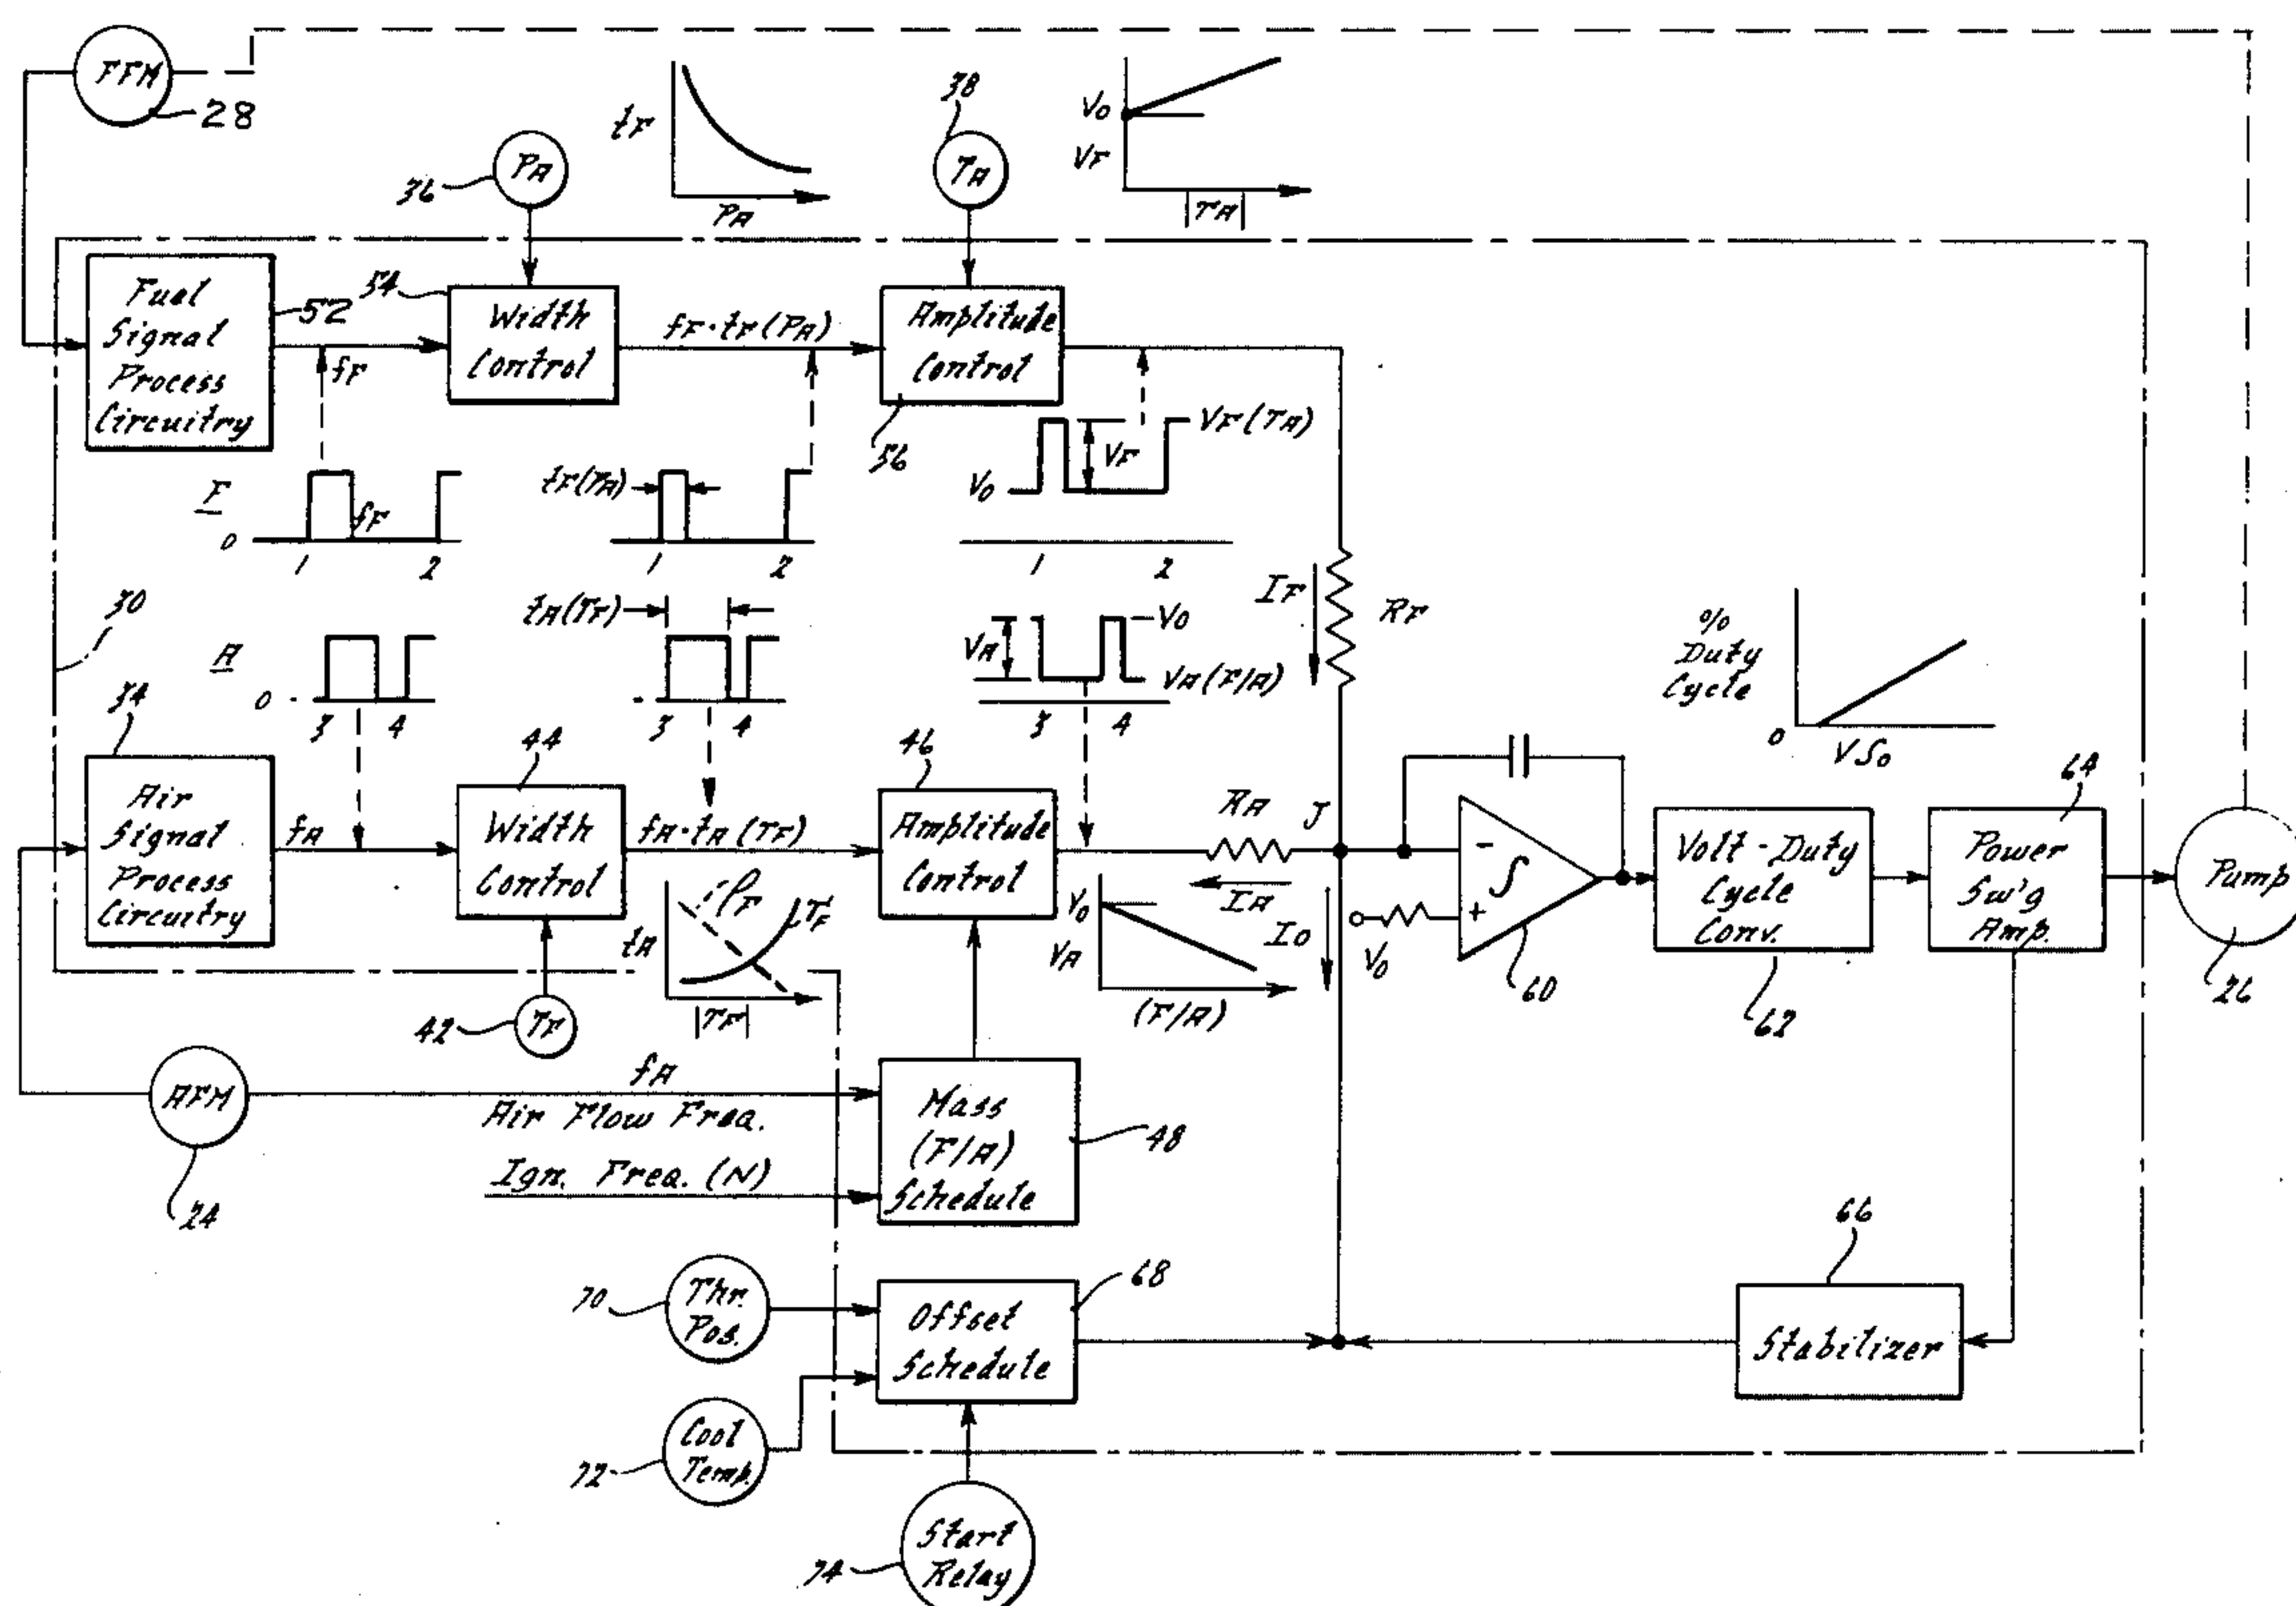 FFM
28
PA
36
tF
PA
38
TA
VO
VF
|TA|
Fuel
Signal
Process
Circuitry
52
54
Width
Control
fF
fF·tF(PA)
Amplitude
Control
56
F
0
fF
1
2
tF(TA)
1
2
VO
VF
VF(TA)
1
2
30
A
0
3
4
tA(TF)
3
4
VA
VO
VA(F/A)
3
4
IF
RF
%
Duty
Cycle
0
VSo
34
Air
Signal
Process
Circuitry
fA
44
Width
Control
fA·tA(TF)
46
Amplitude
Control
RA
J
IA
IO
-
∫
+
VO
60
Volt-Duty
Cycle
Conv.
62
64
Power
Sw'g
Amp.
Pump
26
42
TF
tA
ρF
TF
|TF|
VO
VA
(F/A)
AFM
24
fA
Air Flow Freq.
Ign. Freq. (N)
Mass
(F/A)
Schedule
48
70
Thr.
Pos.
72
Cool
Temp.
Offset
Schedule
68
74
Start
Relay
66
Stabilizer